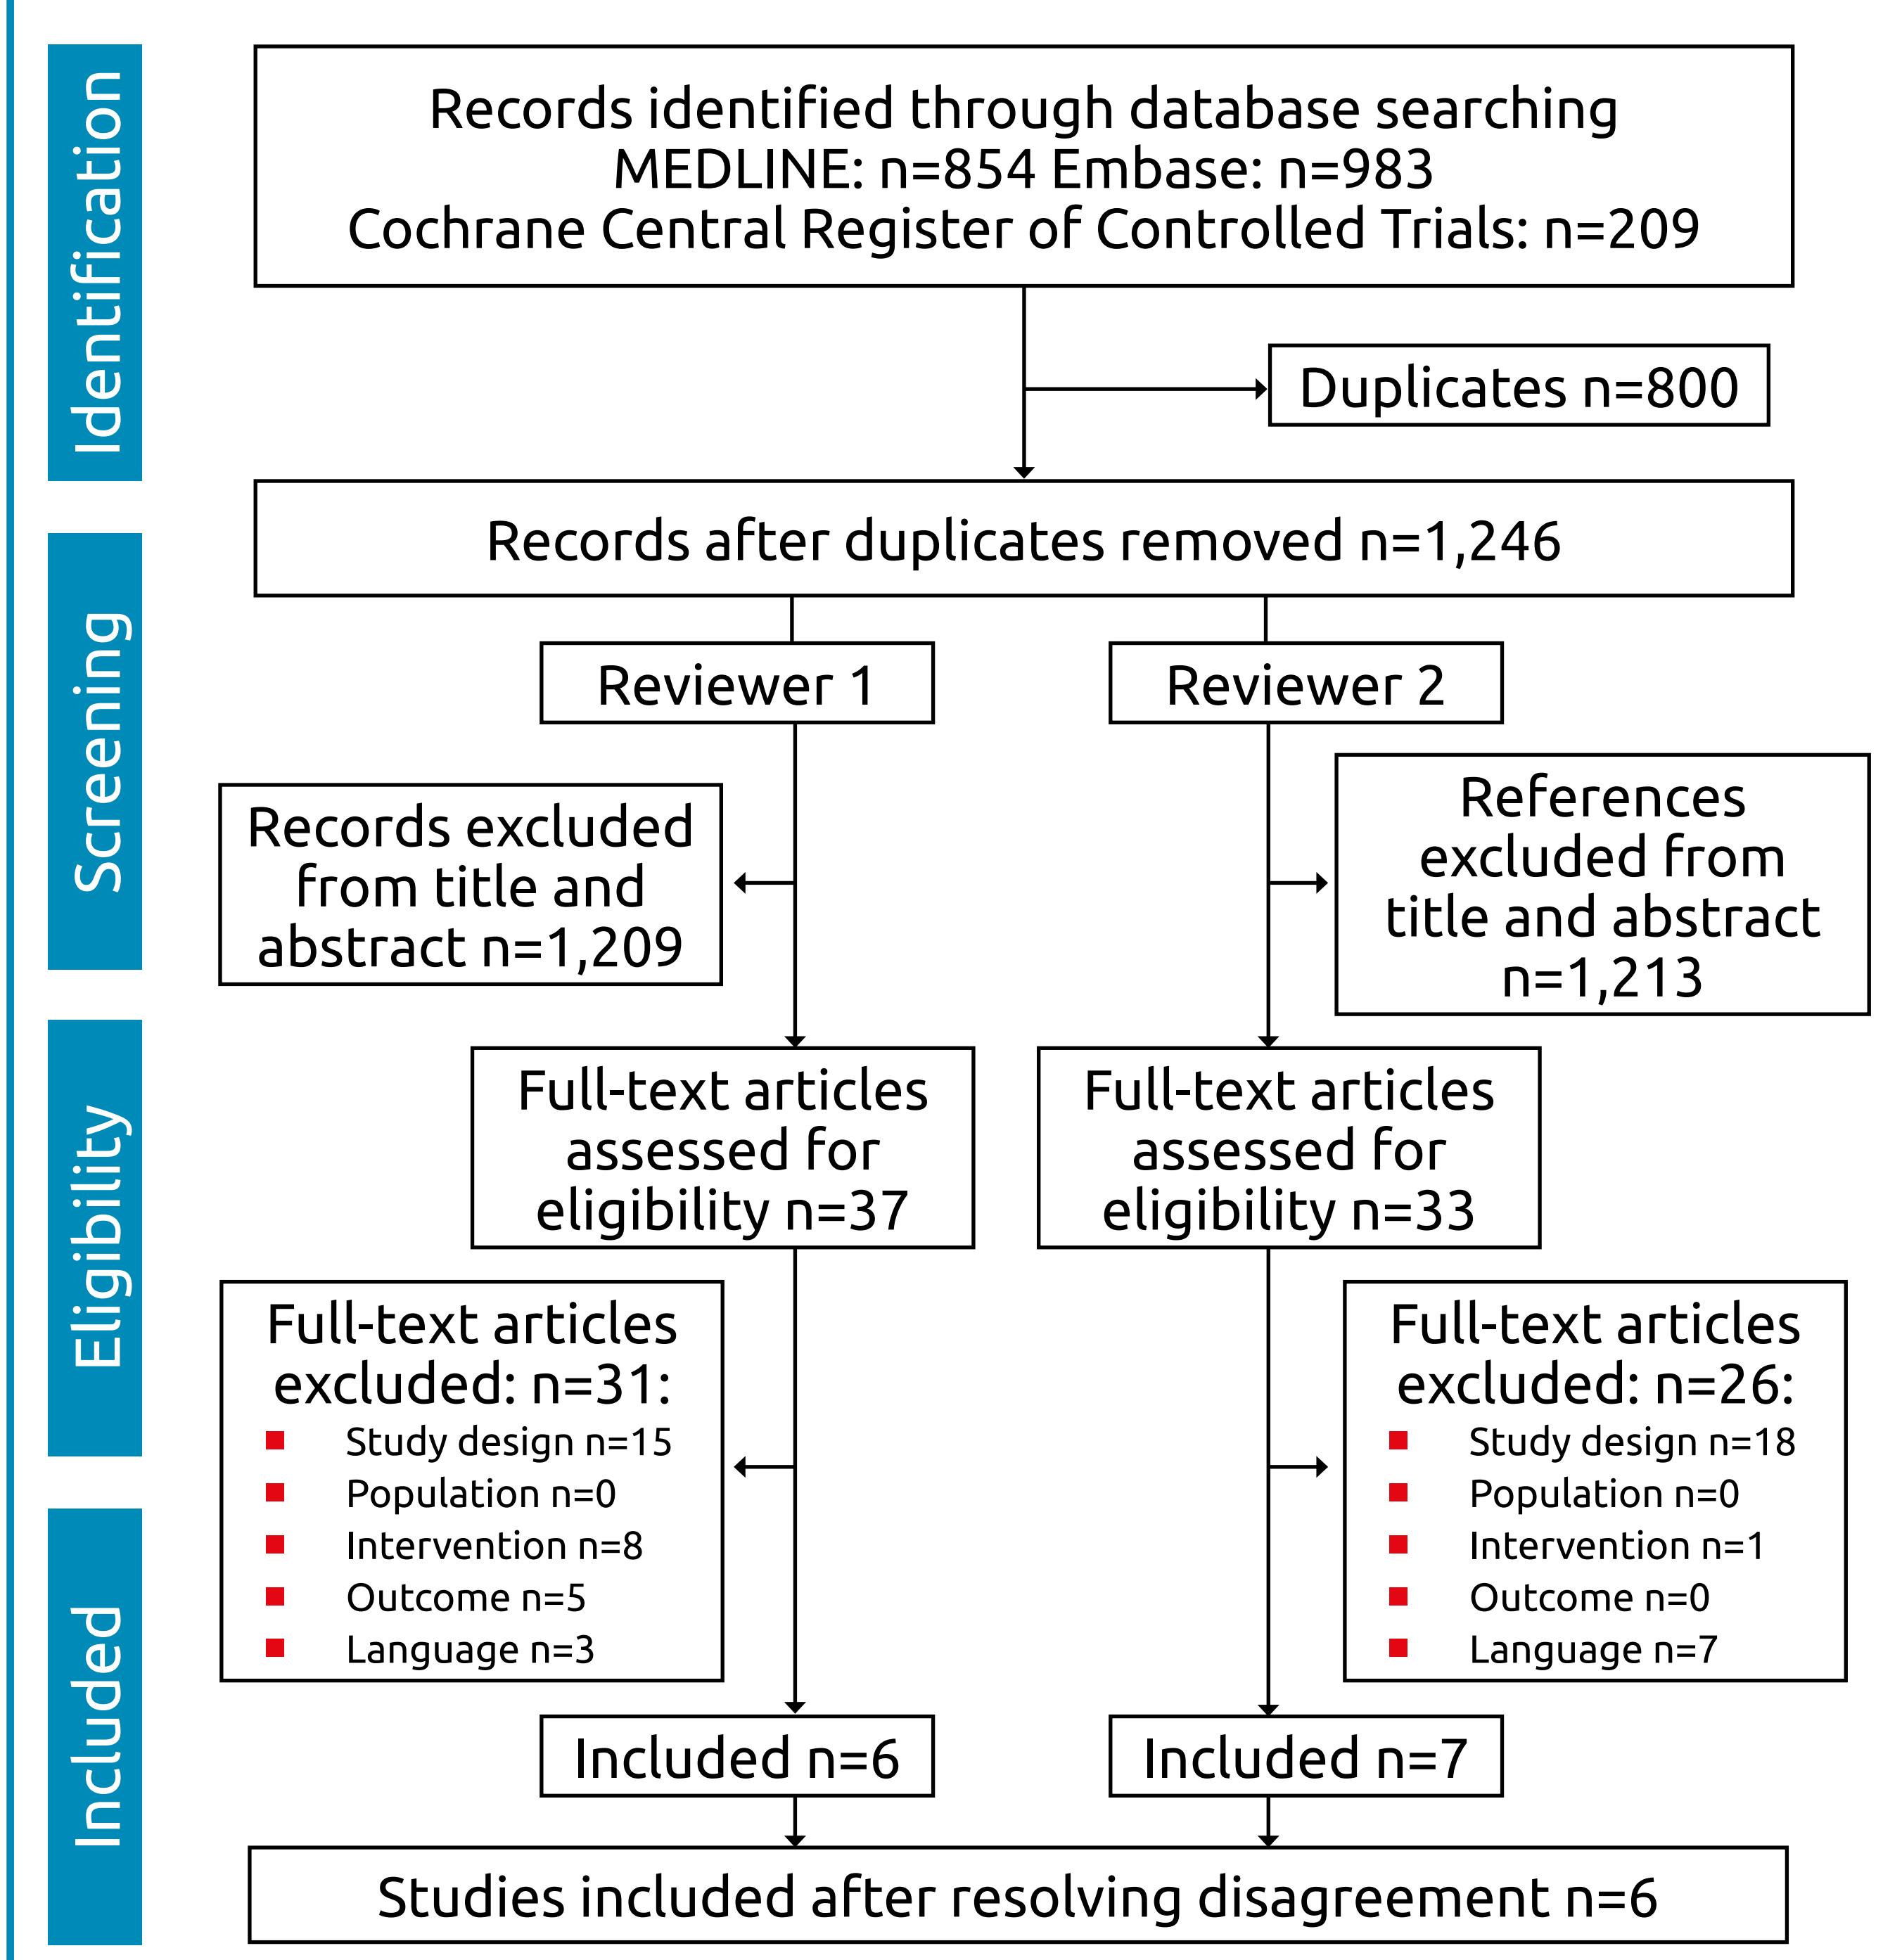 Identification
Records identified through database searching
MEDLINE: n=854 Embase: n=983
Cochrane Central Register of Controlled Trials: n=209
Duplicates n=800
Screening
Records after duplicates removed n=1,246
Reviewer 1
Reviewer 2
Records excluded
from title and
abstract n=1,209
References
excluded from
title and abstract
n=1,213
Eligibility
Full-text articles
assessed for
eligibility n=37
Full-text articles
assessed for
eligibility n=33
Full-text articles
excluded: n=31:
Study design n=15
Population n=0
Intervention n=8
Outcome n=5
Language n=3
Full-text articles
excluded: n=26:
Study design n=18
Population n=0
Intervention n=1
Outcome n=0
Language n=7
Included
Included n=6
Included n=7
Studies included after resolving disagreement n=6